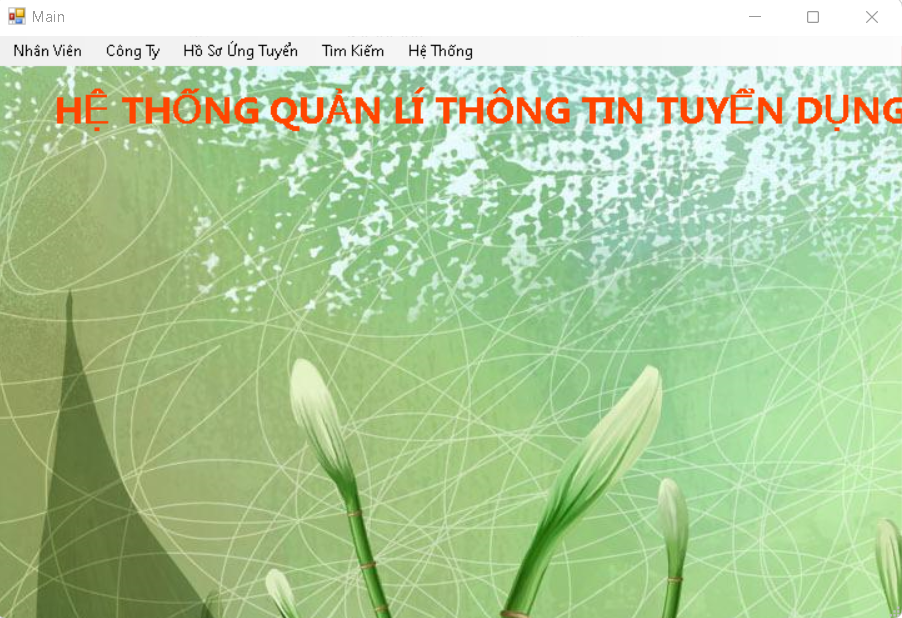 Main
Nhân Viên Công Ty Hồ Sơ Ứng Tuyển Tìm Kiếm Hệ Thống
HỆ THỐNG QUẢN LÍ THÔNG TIN TUYỂN DỤNG